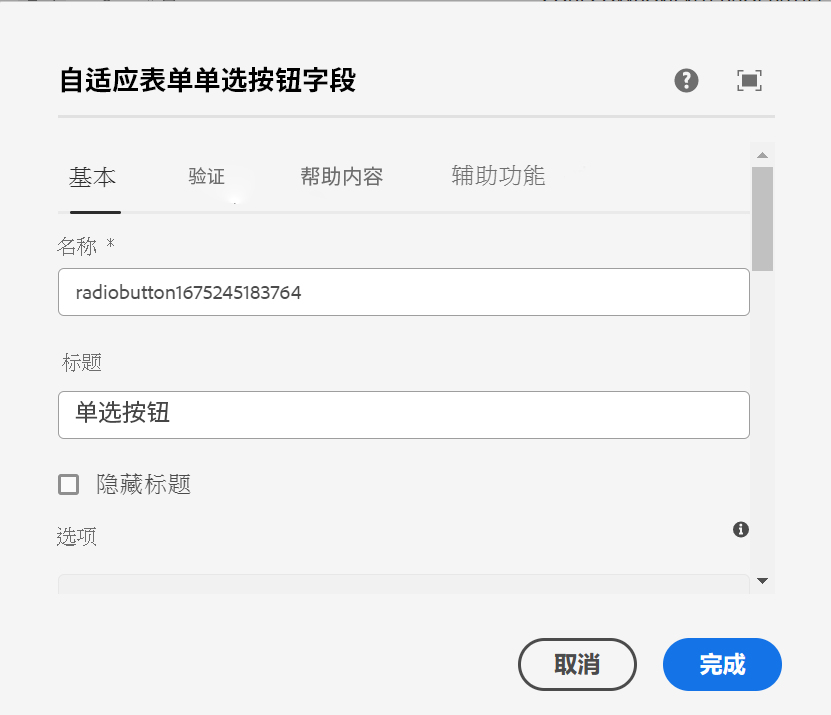 自适应表单单选按钮字段
基本 验证 帮助内容 辅助功能
名称 *
radiobutton1675245183764
标题
单选按钮
隐藏标题
选项
取消 完成